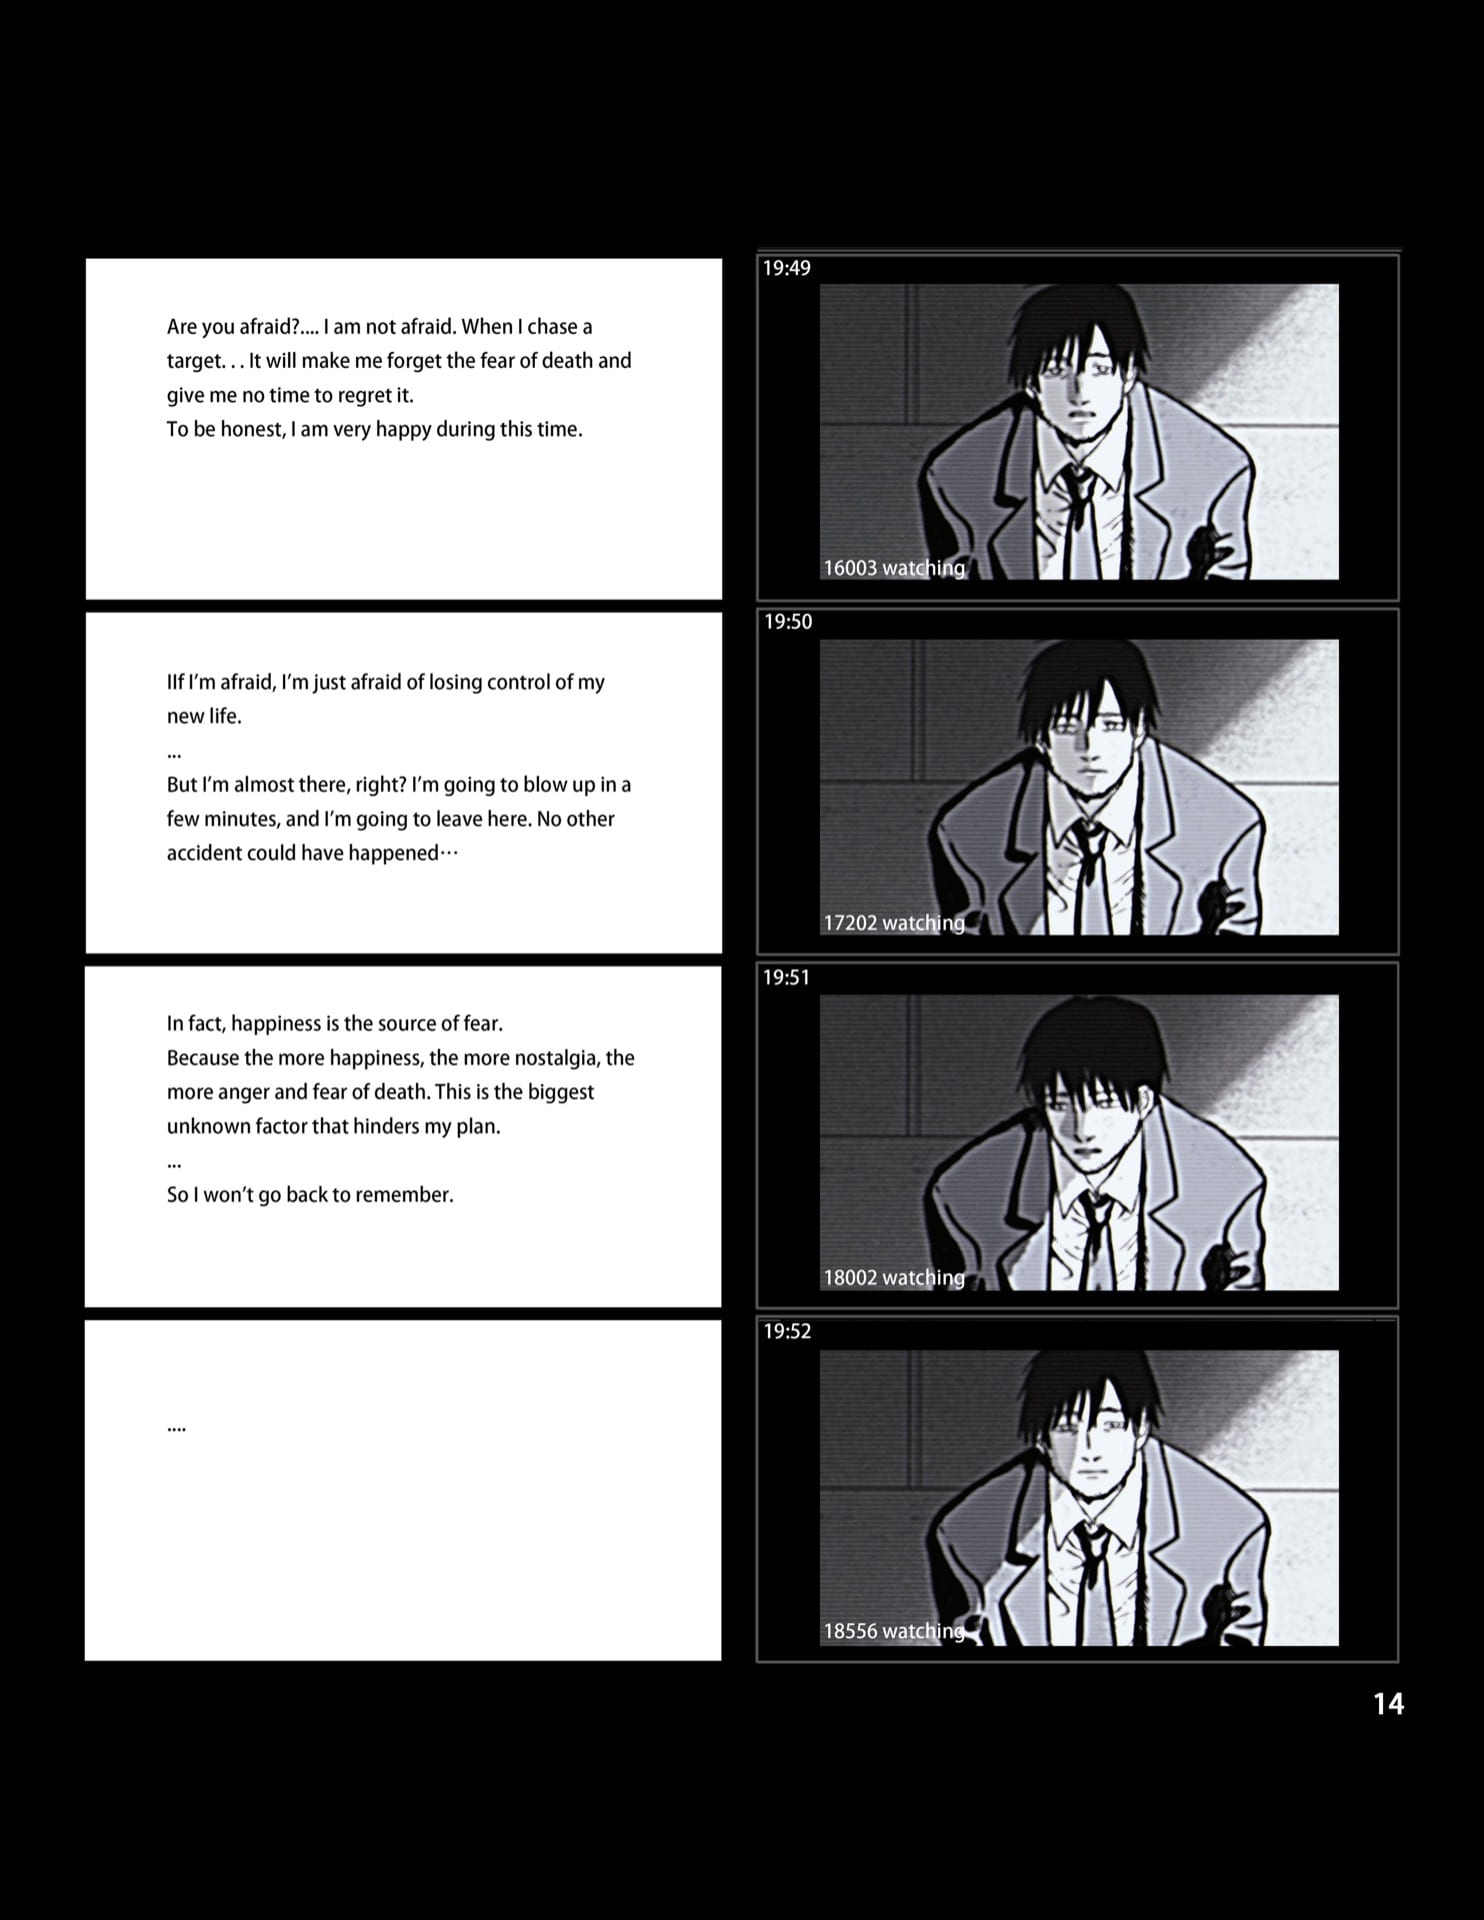 Are you afraid?.... I am not afraid. When I chase a
target. . . It will make me forget the fear of death and
give me no time to regret it.
To be honest, I am very happy during this time.
19:49
16003 watching
IIf I'm afraid, I'm just afraid of losing control of my
new life.
...
But I'm almost there, right? I'm going to blow up in a
few minutes, and I'm going to leave here. No other
accident could have happened⋯
19:50
17202 watching
In fact, happiness is the source of fear.
Because the more happiness, the more nostalgia, the
more anger and fear of death. This is the biggest
unknown factor that hinders my plan.
...
So I won't go back to remember.
19:51
18002 watching
....
19:52
18556 watching
14